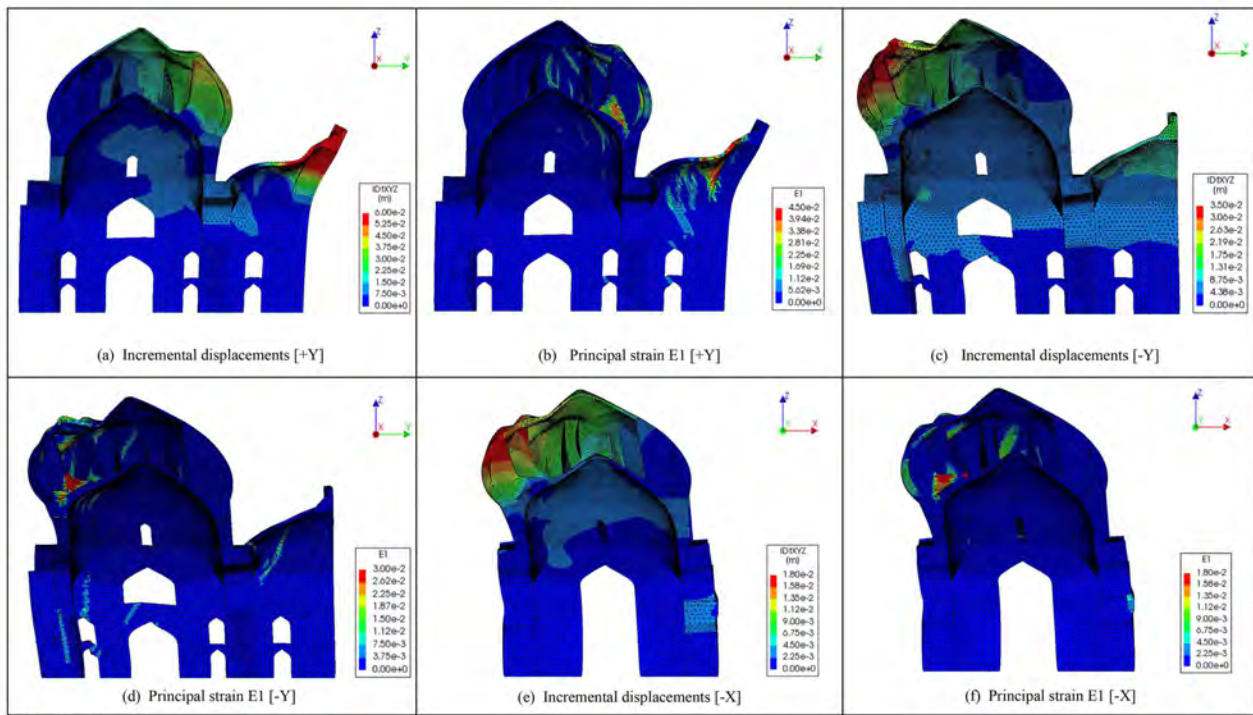 Z
X
Y
IDtXYZ
(m)
6.00e-2
5.25e-2
4.50e-2
3.75e-2
3.00e-2
2.25e-2
1.50e-2
7.50e-3
0.00e+0
(a) Incremental displacements [+Y]
Z
X
Y
E1
4.50e-2
3.94e-2
3.38e-2
2.81e-2
2.25e-2
1.69e-2
1.12e-2
5.62e-3
0.00e+0
(b) Principal strain E1 [+Y]
Z
X
Y
IDtXYZ
(m)
3.50e-2
3.06e-2
2.63e-2
2.19e-2
1.75e-2
1.31e-2
8.75e-3
4.38e-3
0.00e+0
(c) Incremental displacements [-Y]
Z
X
Y
E1
3.00e-2
2.62e-2
2.25e-2
1.87e-2
1.50e-2
1.12e-2
7.50e-3
3.75e-3
0.00e+0
(d) Principal strain E1 [-Y]
Z
Y
X
IDtXYZ
(m)
1.80e-2
1.58e-2
1.35e-2
1.12e-2
9.00e-3
6.75e-3
4.50e-3
2.25e-3
0.00e+0
(e) Incremental displacements [-X]
Z
Y
X
E1
1.80e-2
1.58e-2
1.35e-2
1.12e-2
9.00e-3
6.75e-3
4.50e-3
2.25e-3
0.00e+0
(f) Principal strain E1 [-X]